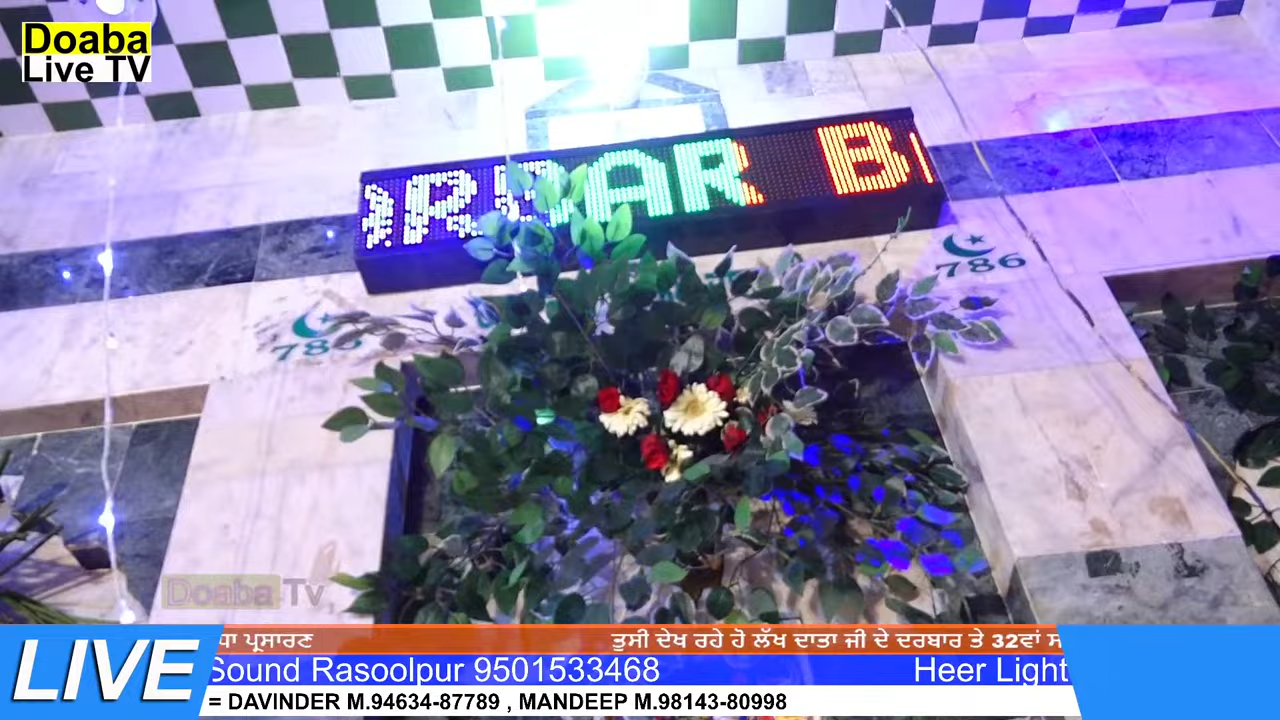 Doaba
Live TV
DAR B
786
786
Doaba Tv
ਪ੍ਰਸਾਰਣ ਤੁਸੀ ਦੇਖ ਰਹੇ ਹੋ ਲੱਖ ਦਾਤਾ ਜੀ ਦੇ ਦਰਬਾਰ ਤੇ 32ਵਾਂ
LIVE
Sound Rasoolpur 9501533468 Heer Light
= DAVINDER M.94634-87789 , MANDEEP M.98143-80998